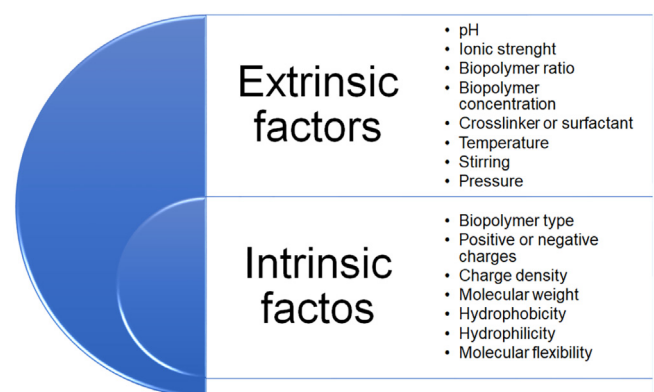 Extrinsic
factors
• pH
• Ionic strenght
• Biopolymer ratio
• Biopolymer
concentration
• Crosslinker or surfactant
• Temperature
• Stirring
• Pressure
Intrinsic
factos
• Biopolymer type
• Positive or negative
charges
• Charge density
• Molecular weight
• Hydrophobicity
• Hydrophilicity
• Molecular flexibility